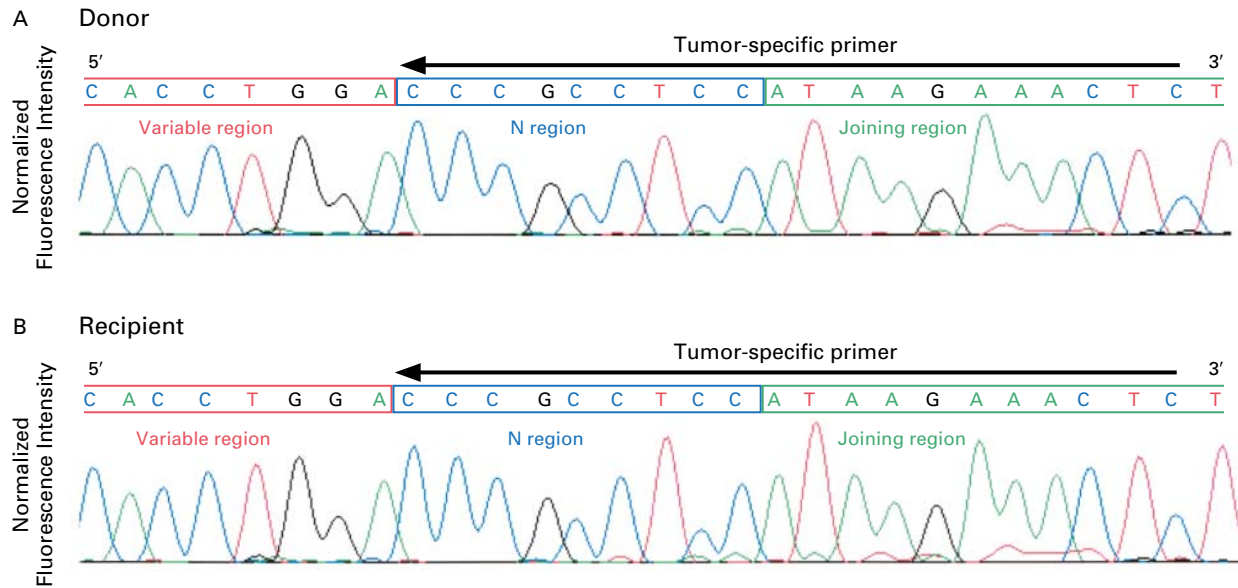 A Donor
Tumor-specific primer
5′ 3′
C A C C T G G A C C C G C C T C C A T A A G A A A C T C T
Variable region N region Joining region
Normalized
Fluorescence Intensity
B Recipient
Tumor-specific primer
5′ 3′
C A C C T G G A C C C G C C T C C A T A A G A A A C T C T
Variable region N region Joining region
Normalized
Fluorescence Intensity